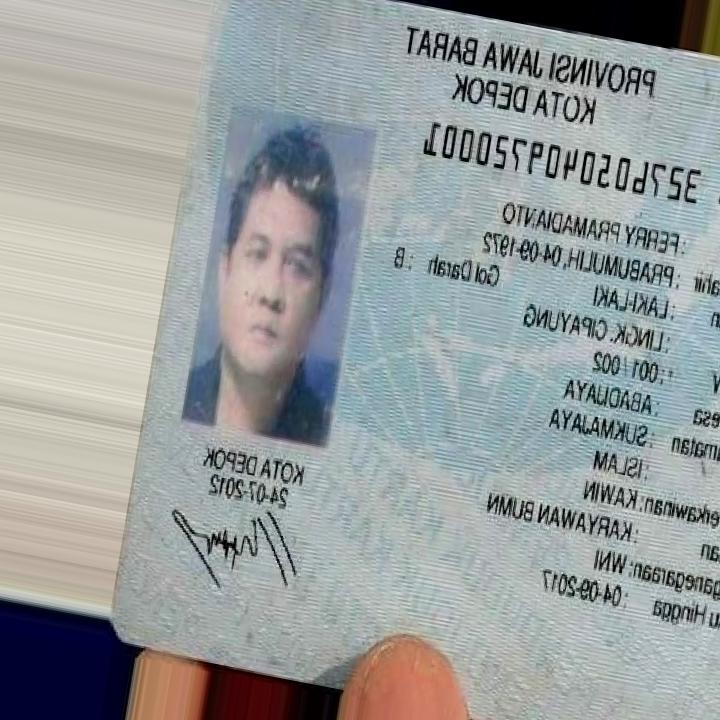 PROVINSI JAWA BARAT
KOTA DEPOK
: 3276050409720001
: FERRY PRAMADIANTO
ahir : PRABUMULIH, 04-09-1972
n : LAKI-LAKI Gol Darah : B
: LINGK. CIPAYUNG
: 001 / 002
esa : ABADIJAYA
matan : SUKMAJAYA
: ISLAM
erkawinan: KAWIN
an : KARYAWAN BUMN
ganegaraan: WNI
u Hingga : 04-09-2017
KOTA DEPOK
24-07-2012